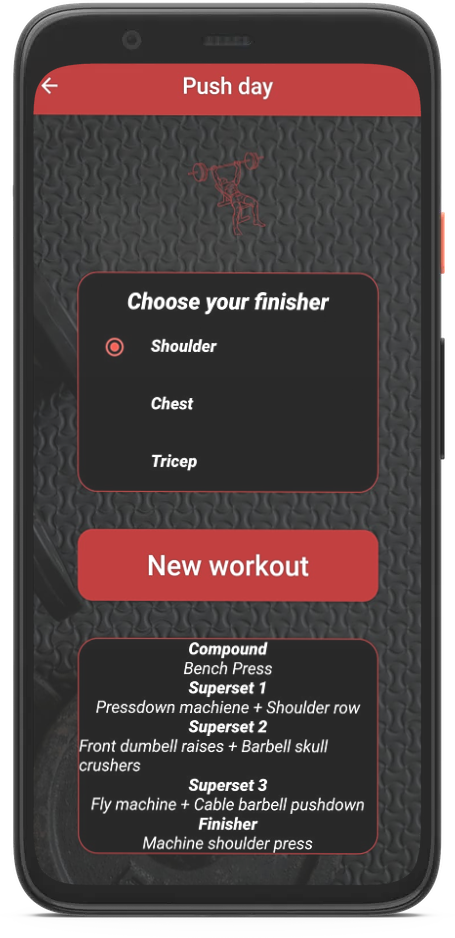 Push day
Choose your finisher
Shoulder
Chest
Tricep
New workout
Compound
Bench Press
Superset 1
Pressdown machiene + Shoulder row
Superset 2
Front dumbell raises + Barbell skull
crushers
Superset 3
Fly machine + Cable barbell pushdown
Finisher
Machine shoulder press